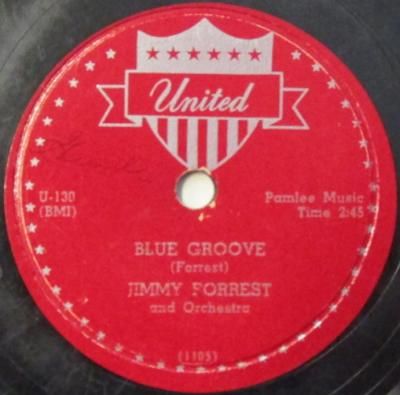 United
U-130
(BMI)
Pamlee Music
Time 2:45
BLUE GROOVE
(Forrest)
JIMMY FORREST
and Orchestra
(1105)